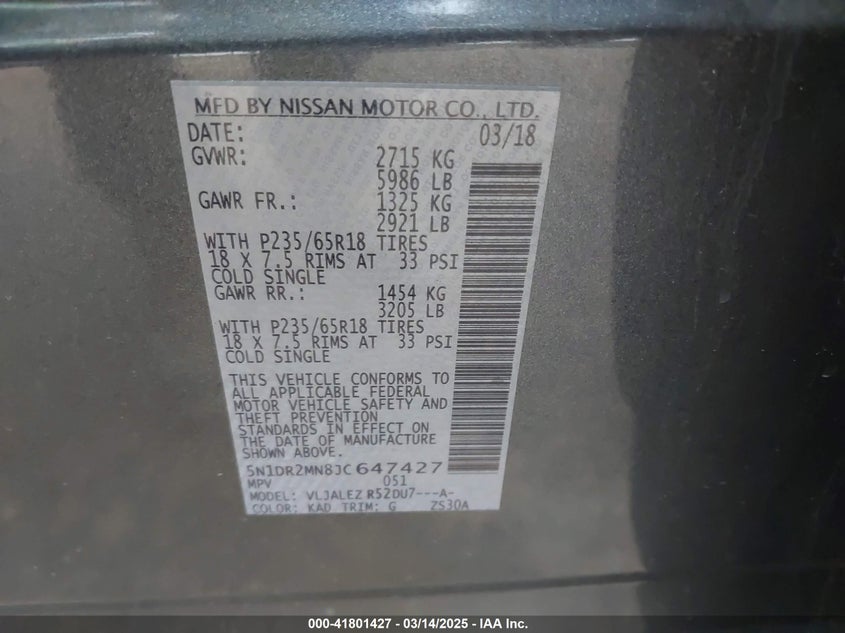 MFD BY NISSAN MOTOR CO., LTD.
DATE: 03/18
GVWR: 2715 KG
5986 LB
GAWR FR.: 1325 KG
2921 LB
WITH P235/65R18 TIRES
18 X 7.5 RIMS AT 33 PSI
COLD SINGLE
GAWR RR.: 1454 KG
3205 LB
WITH P235/65R18 TIRES
18 X 7.5 RIMS AT 33 PSI
COLD SINGLE
THIS VEHICLE CONFORMS TO
ALL APPLICABLE FEDERAL
MOTOR VEHICLE SAFETY AND
THEFT PREVENTION
STANDARDS IN EFFECT ON
THE DATE OF MANUFACTURE
SHOWN ABOVE.
5N1DR2MN8JC647427
MPV 051
MODEL: VLJALEZ R52DU7---A-
COLOR: KAD TRIM: G ZS30A
000-41801427 - 03/14/2025 - IAA Inc.